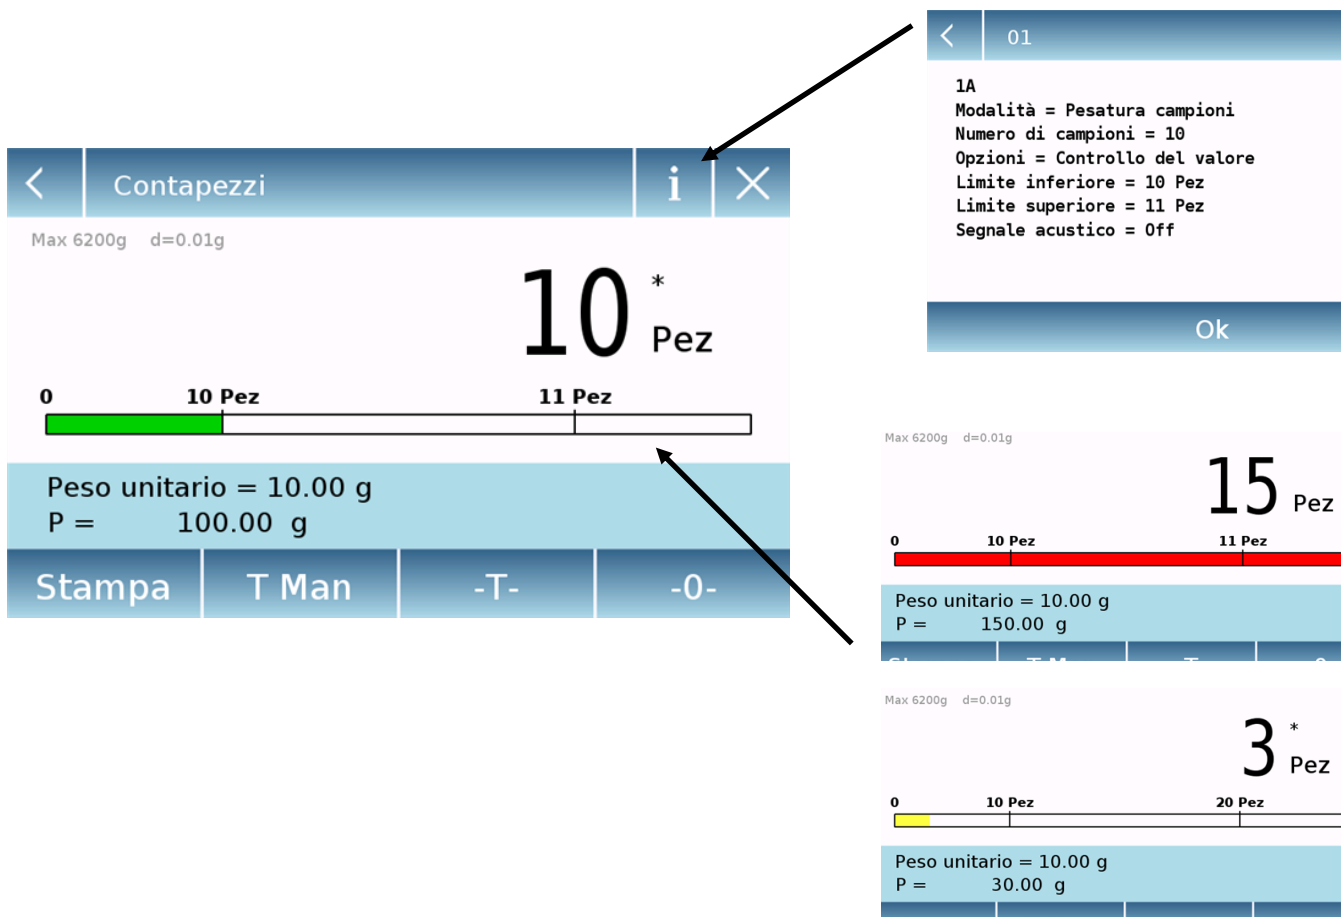 Contapezzi i
Max 6200g d=0.01g
10 *
Pez
0 10 Pez 11 Pez
Peso unitario = 10.00 g
P = 100.00 g
Stampa T Man -T- -0-
01
1A
Modalità = Pesatura campioni
Numero di campioni = 10
Opzioni = Controllo del valore
Limite inferiore = 10 Pez
Limite superiore = 11 Pez
Segnale acustico = Off
Ok
Max 6200g d=0.01g
15 Pez
0 10 Pez 11 Pez
Peso unitario = 10.00 g
P = 150.00 g
Max 6200g d=0.01g
3 *
Pez
0 10 Pez 20 Pez
Peso unitario = 10.00 g
P = 30.00 g